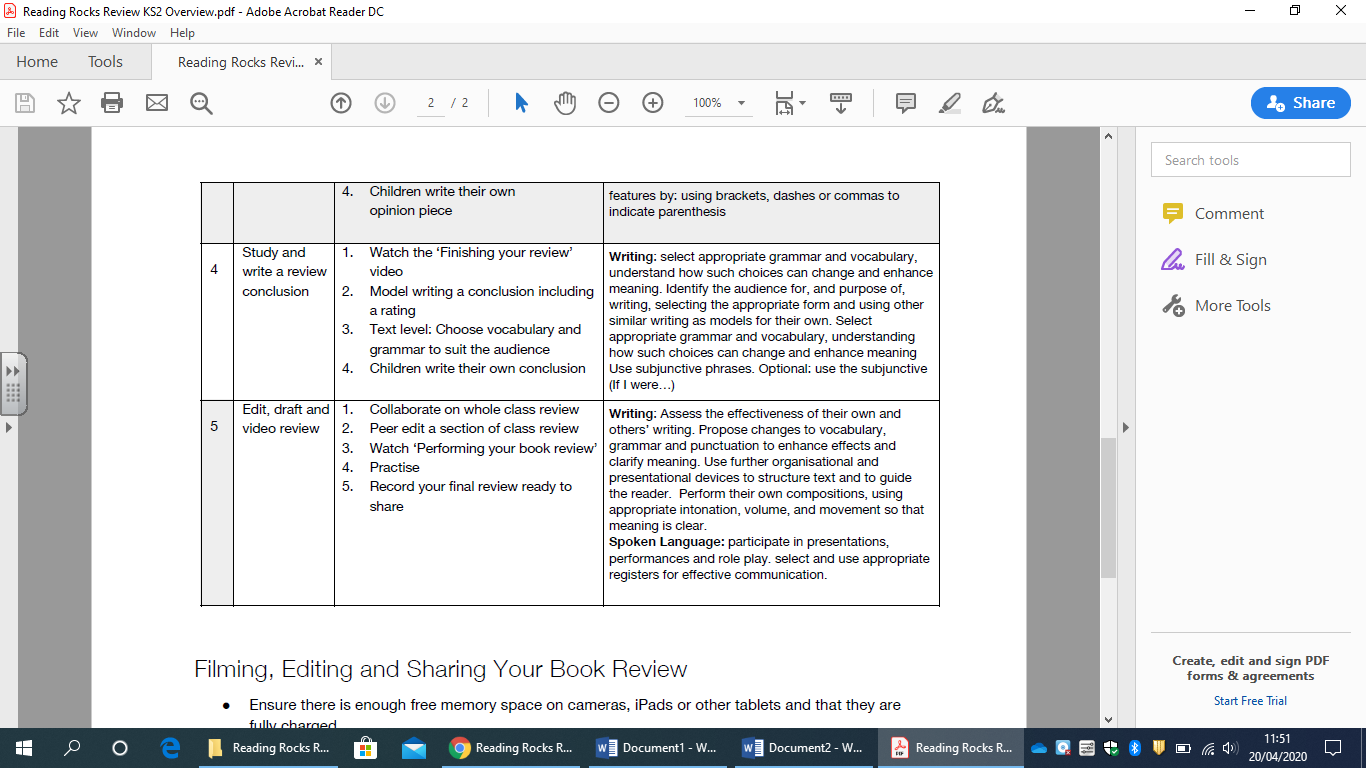 Reading Rocks Review KS2 Overview.pdf - Adobe Acrobat Reader DC
File Edit View Window Help
Home Tools Reading Rocks Revi... ×
2 / 2 100% Share
Search tools
Comment
Fill & Sign
More Tools
4. Children write their own
opinion piece
features by: using brackets, dashes or commas to
indicate parenthesis
4
Study and
write a review
conclusion
1. Watch the ‘Finishing your review’
video
2. Model writing a conclusion including
a rating
3. Text level: Choose vocabulary and
grammar to suit the audience
4. Children write their own conclusion
Writing: select appropriate grammar and vocabulary,
understand how such choices can change and enhance
meaning. Identify the audience for, and purpose of,
writing, selecting the appropriate form and using other
similar writing as models for their own. Select
appropriate grammar and vocabulary, understanding
how such choices can change and enhance meaning
Use subjunctive phrases. Optional: use the subjunctive
(If I were…)
5
Edit, draft and
video review
1. Collaborate on whole class review
2. Peer edit a section of class review
3. Watch ‘Performing your book review’
4. Practise
5. Record your final review ready to
share
Writing: Assess the effectiveness of their own and
others’ writing. Propose changes to vocabulary,
grammar and punctuation to enhance effects and
clarify meaning. Use further organisational and
presentational devices to structure text and to guide
the reader. Perform their own compositions, using
appropriate intonation, volume, and movement so that
meaning is clear.
Spoken Language: participate in presentations,
performances and role play. select and use appropriate
registers for effective communication.
Filming, Editing and Sharing Your Book Review
● Ensure there is enough free memory space on cameras, iPads or other tablets and that they are
fully charged
Create, edit and sign PDF
forms & agreements
Start Free Trial
Reading Rocks R... Reading Rocks R... Document1 - W... Document2 - W... Reading Rocks R...
11:51
20/04/2020